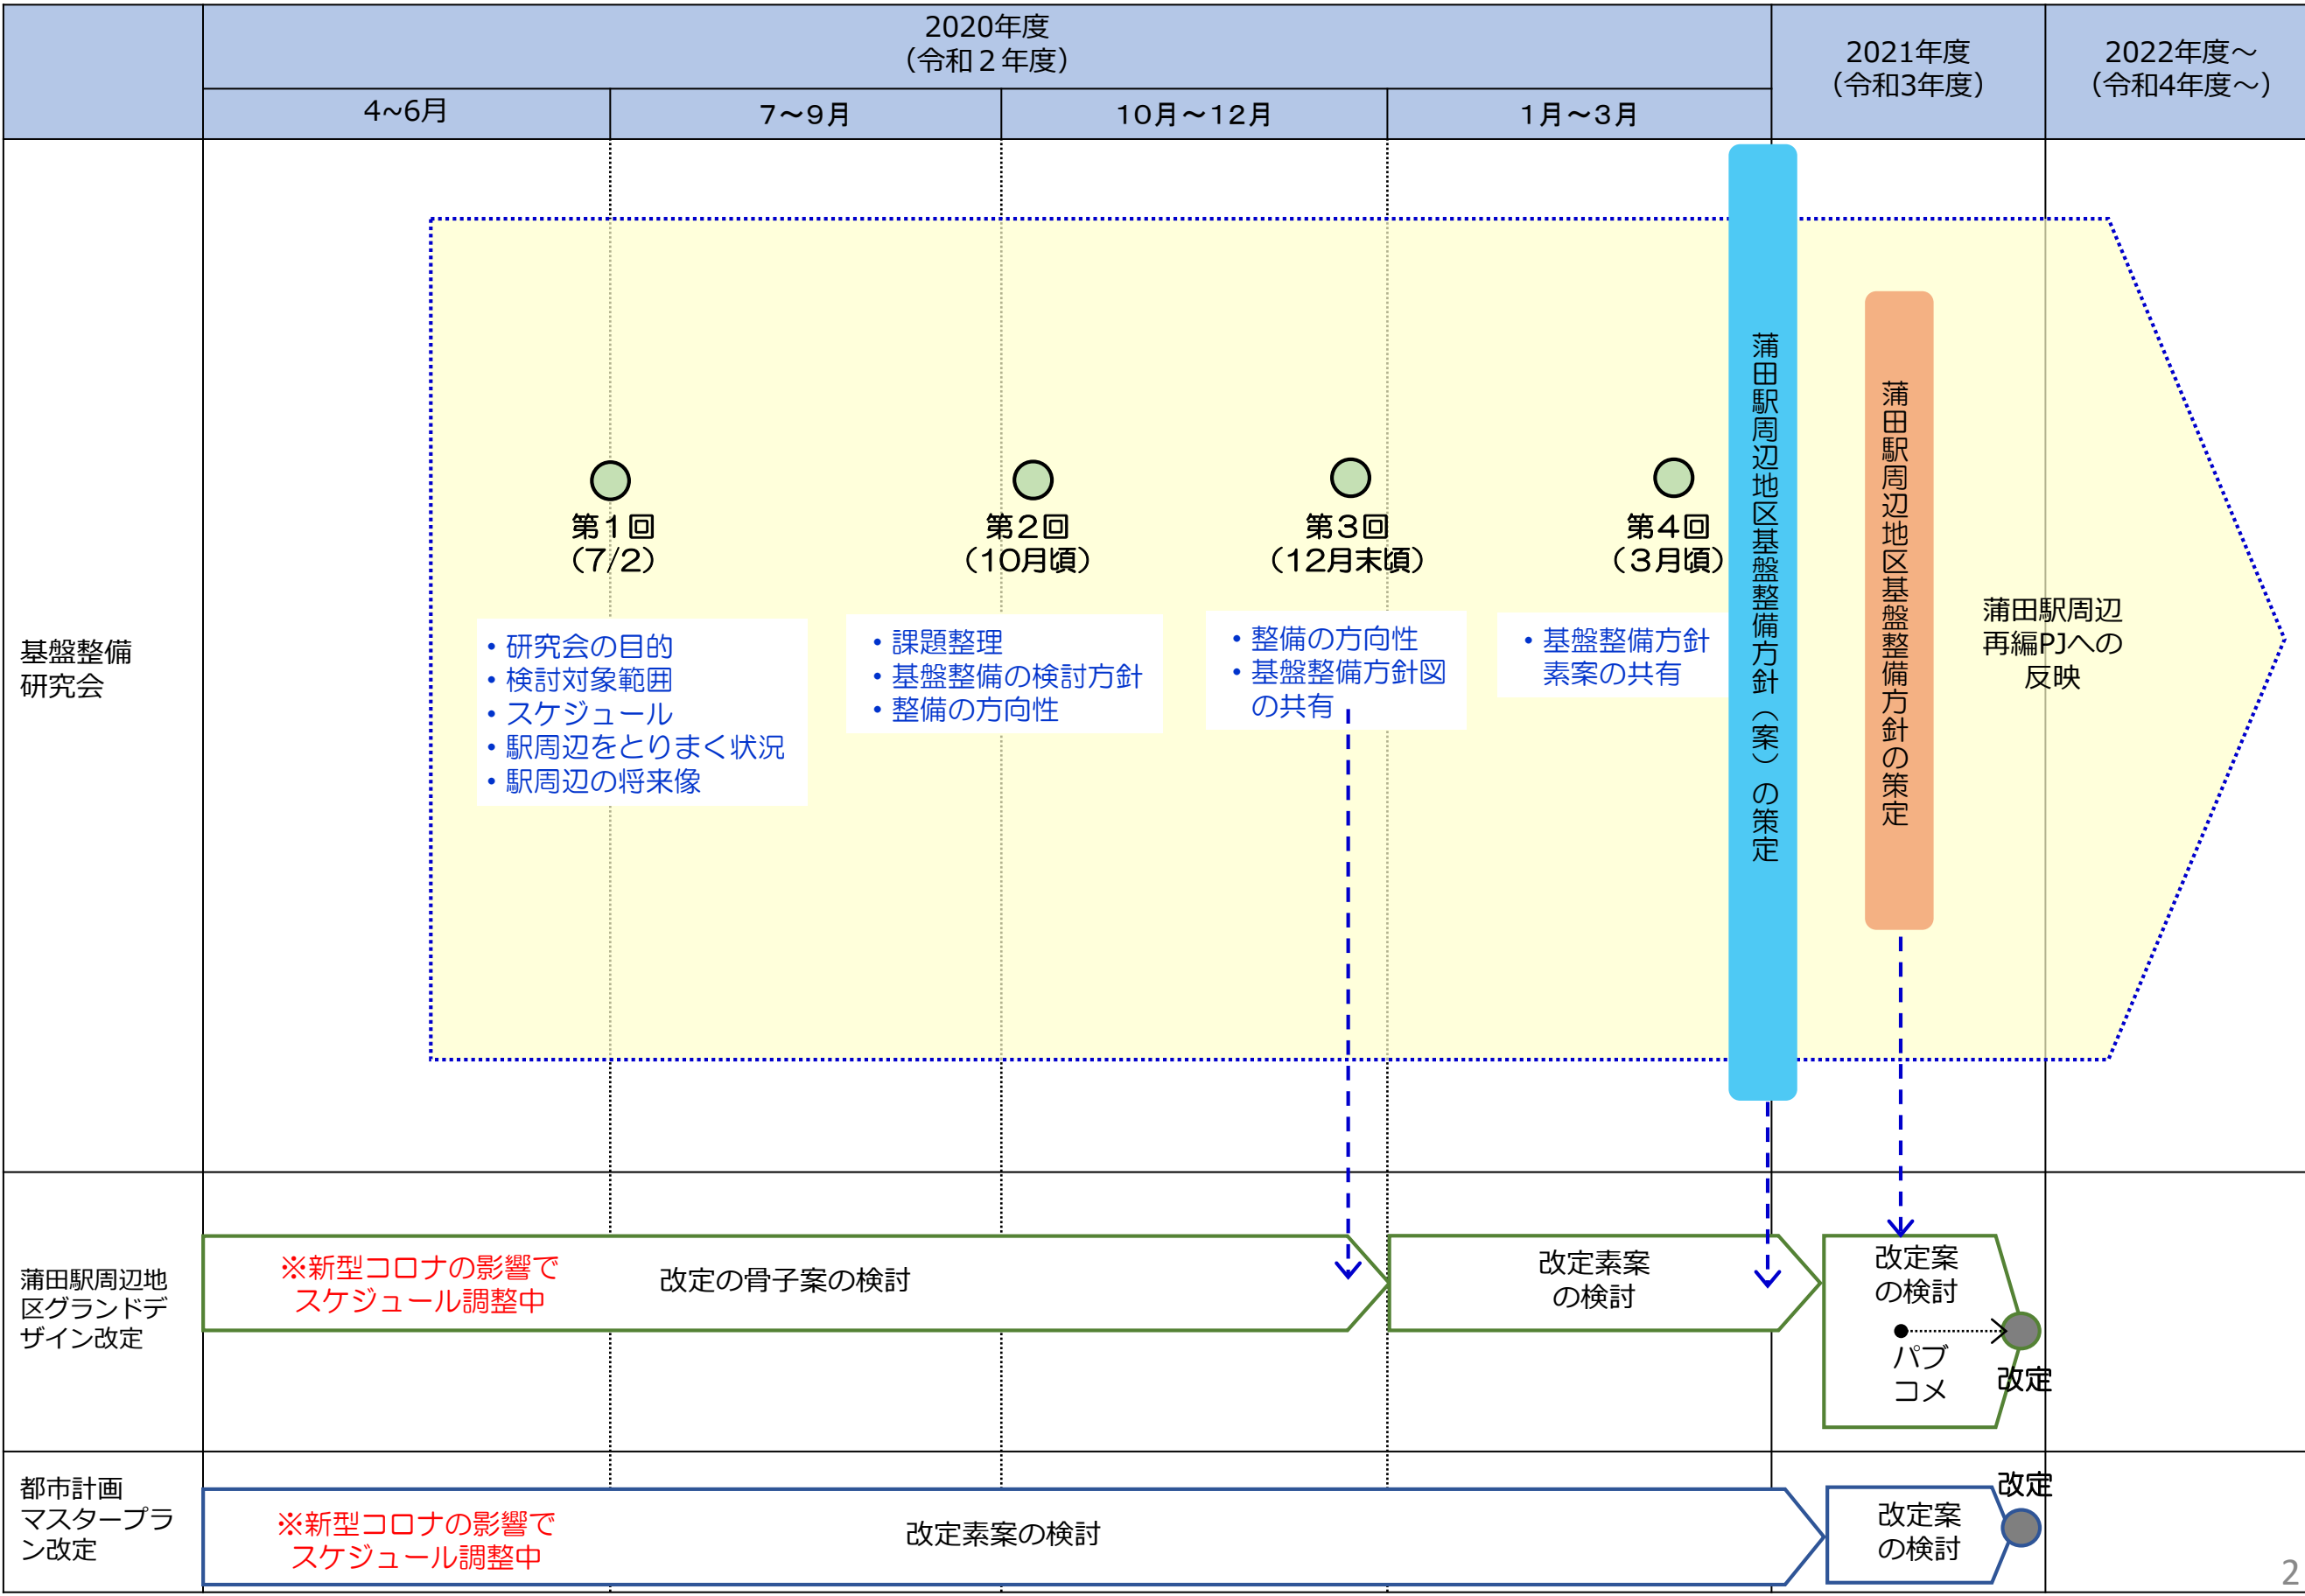 2020年度
（令和２年度）
2021年度
（令和3年度）
2022年度～
（令和4年度～）
4~6月
7～9月
10月～12月
1月～3月
基盤整備
研究会
第１回
（7/2）
・研究会の目的
・検討対象範囲
・スケジュール
・駅周辺をとりまく状況
・駅周辺の将来像
第２回
（10月頃）
・課題整理
・基盤整備の検討方針
・整備の方向性
第３回
（12月末頃）
・整備の方向性
・基盤整備方針図
の共有
第４回
（３月頃）
・基盤整備方針
素案の共有
蒲田駅周辺地区基盤整備方針（案）の策定
蒲田駅周辺地区基盤整備方針の策定
蒲田駅周辺
再編PJへの
反映
蒲田駅周辺地
区グランドデ
ザイン改定
※新型コロナの影響で
スケジュール調整中
改定の骨子案の検討
改定素案
の検討
改定案
の検討
パブ
コメ
改定
都市計画
マスタープラ
ン改定
※新型コロナの影響で
スケジュール調整中
改定素案の検討
改定案
の検討
改定
2